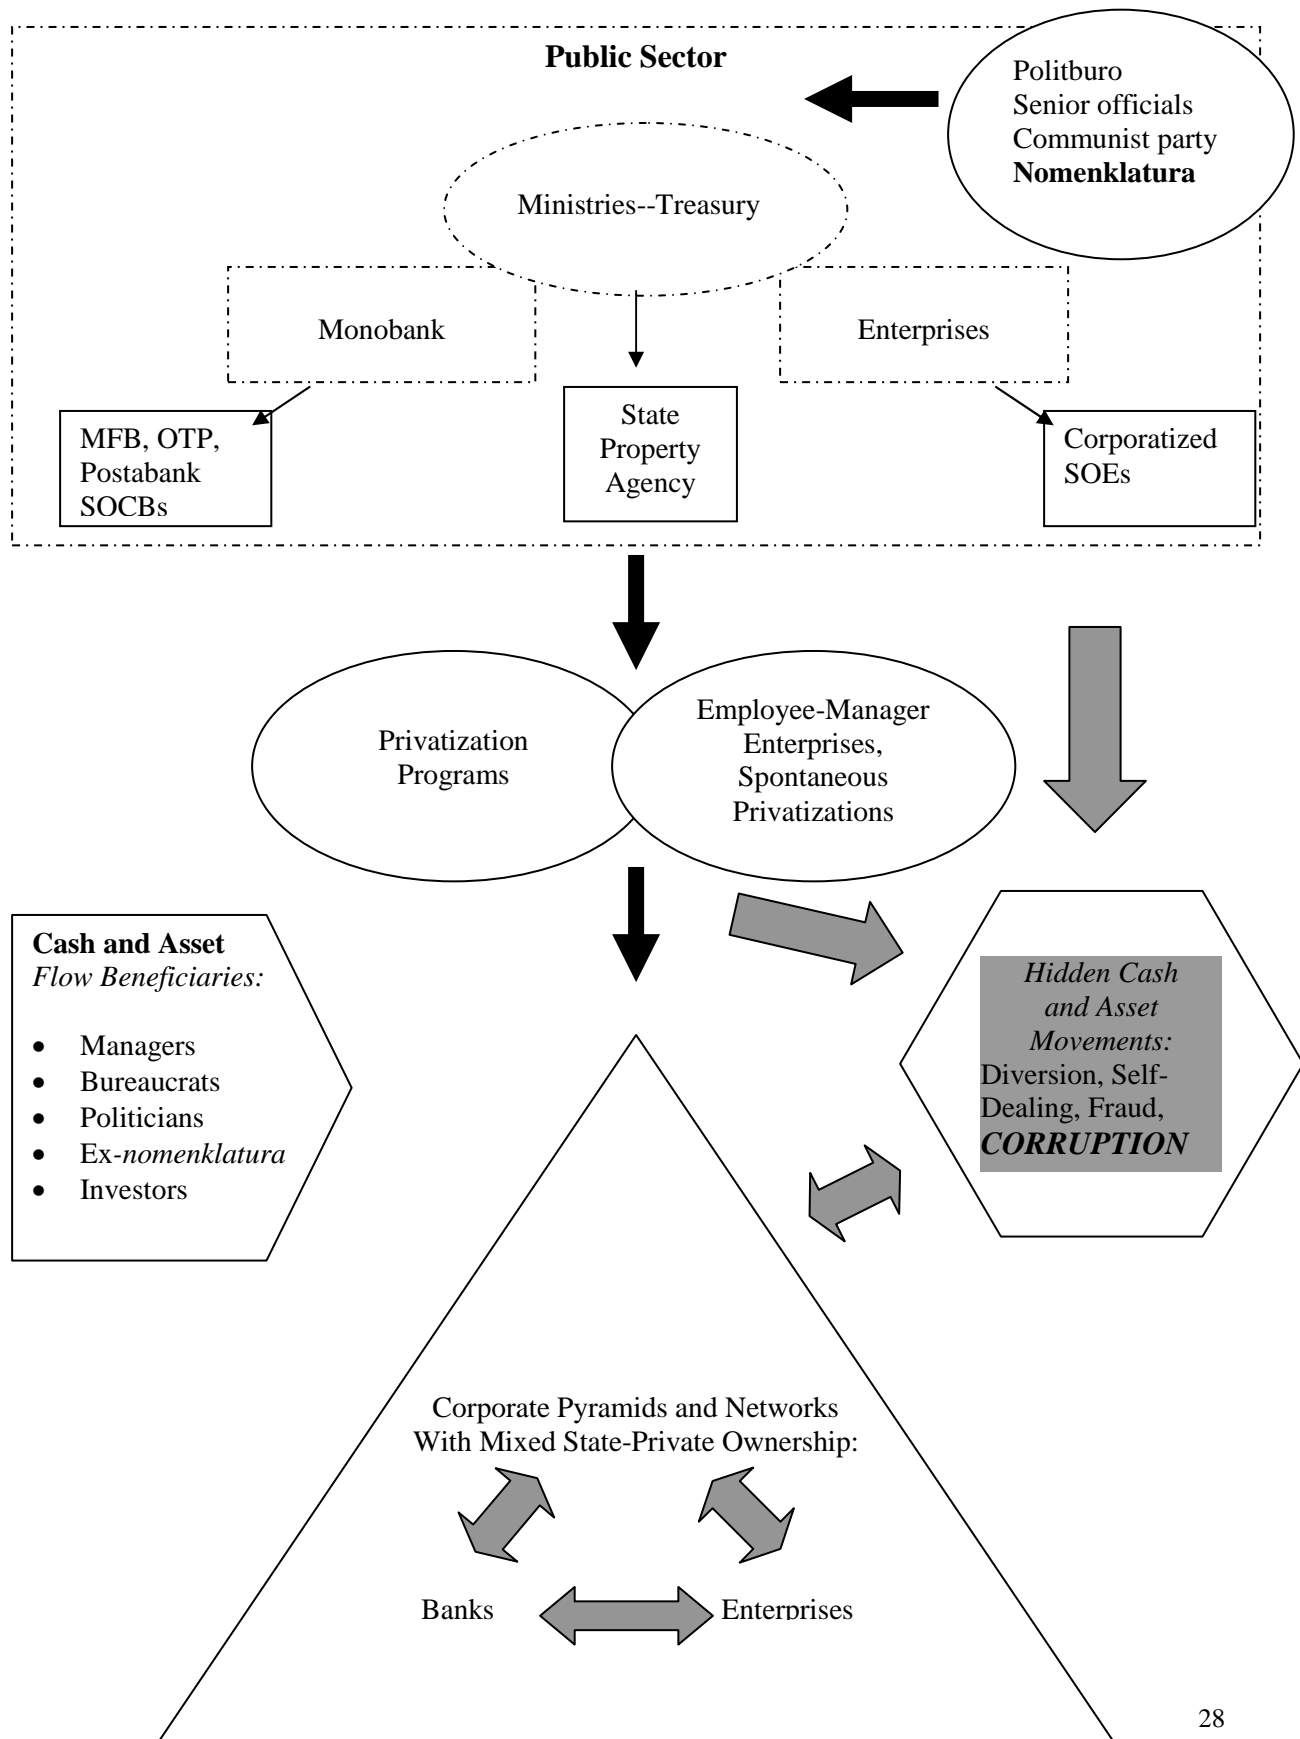 Public Sector
Politburo
Senior officials
Communist party
Nomenklatura
Ministries--Treasury
Monobank
Enterprises
MFB, OTP,
Postabank
SOCBs
State
Property
Agency
Corporatized
SOEs
Privatization
Programs
Employee-Manager
Enterprises,
Spontaneous
Privatizations
Cash and Asset
Flow Beneficiaries:
• Managers
• Bureaucrats
• Politicians
• Ex-nomenklatura
• Investors
Hidden Cash
and Asset
Movements:
Diversion, Self-
Dealing, Fraud,
CORRUPTION
Corporate Pyramids and Networks
With Mixed State-Private Ownership:
Banks
Enterprises
28